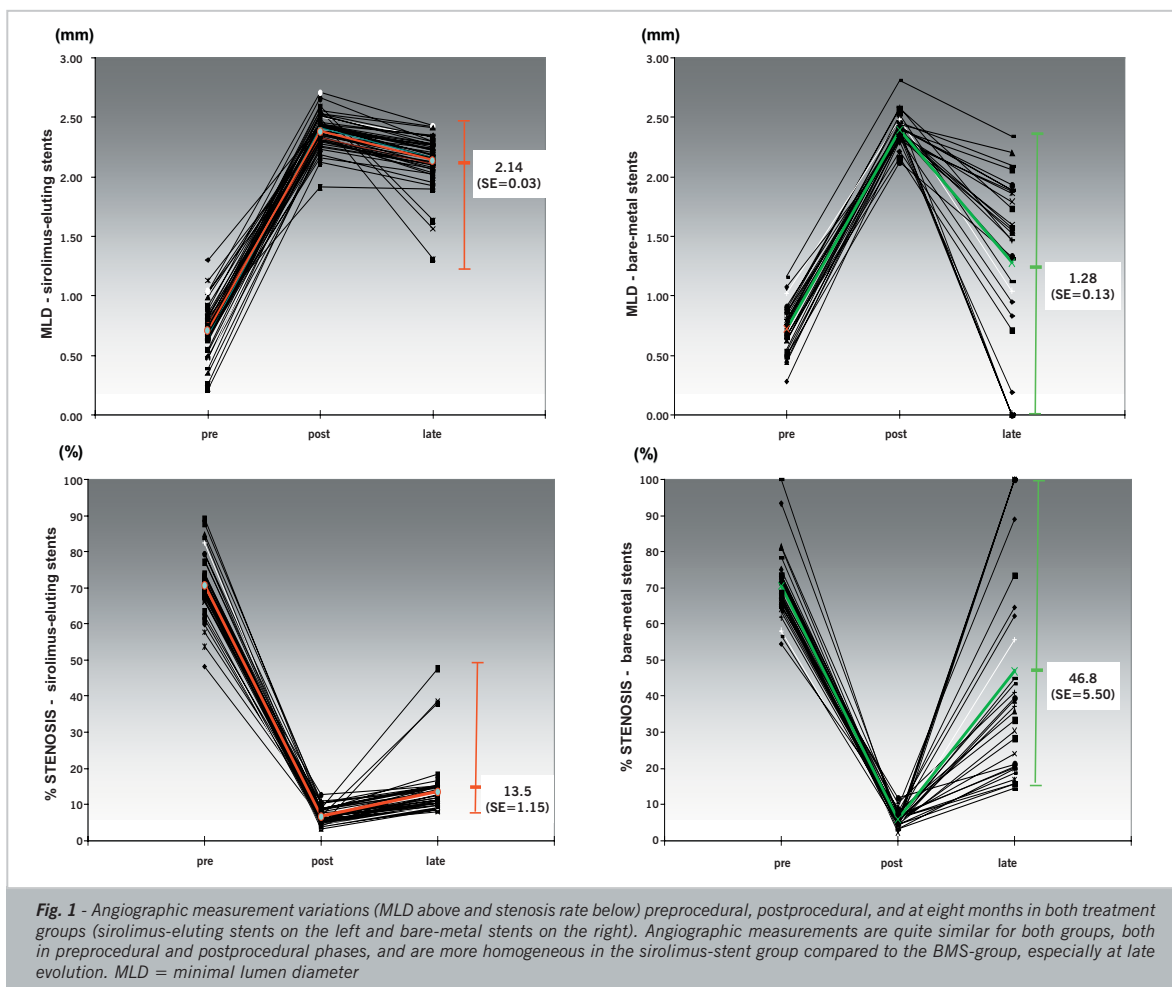 (mm)
3.00
2.50
2.00
1.50
1.00
0.50
0.00
MLD - sirolimus-eluting stents
pre post late
2.14
(SE=0.03)
(mm)
3.00
2.50
2.00
1.50
1.00
0.50
0.00
MLD - bare-metal stents
pre post late
1.28
(SE=0.13)
(%)
100
90
80
70
60
50
40
30
20
10
0
% STENOSIS - sirolimus-eluting stents
pre post late
13.5
(SE=1.15)
(%)
100
90
80
70
60
50
40
30
20
10
0
% STENOSIS - bare-metal stents
pre post late
46.8
(SE=5.50)
Fig. 1 - Angiographic measurement variations (MLD above and stenosis rate below) preprocedural, postprocedural, and at eight months in both treatment
groups (sirolimus-eluting stents on the left and bare-metal stents on the right). Angiographic measurements are quite similar for both groups, both
in preprocedural and postprocedural phases, and are more homogeneous in the sirolimus-stent group compared to the BMS-group, especially at late
evolution. MLD = minimal lumen diameter